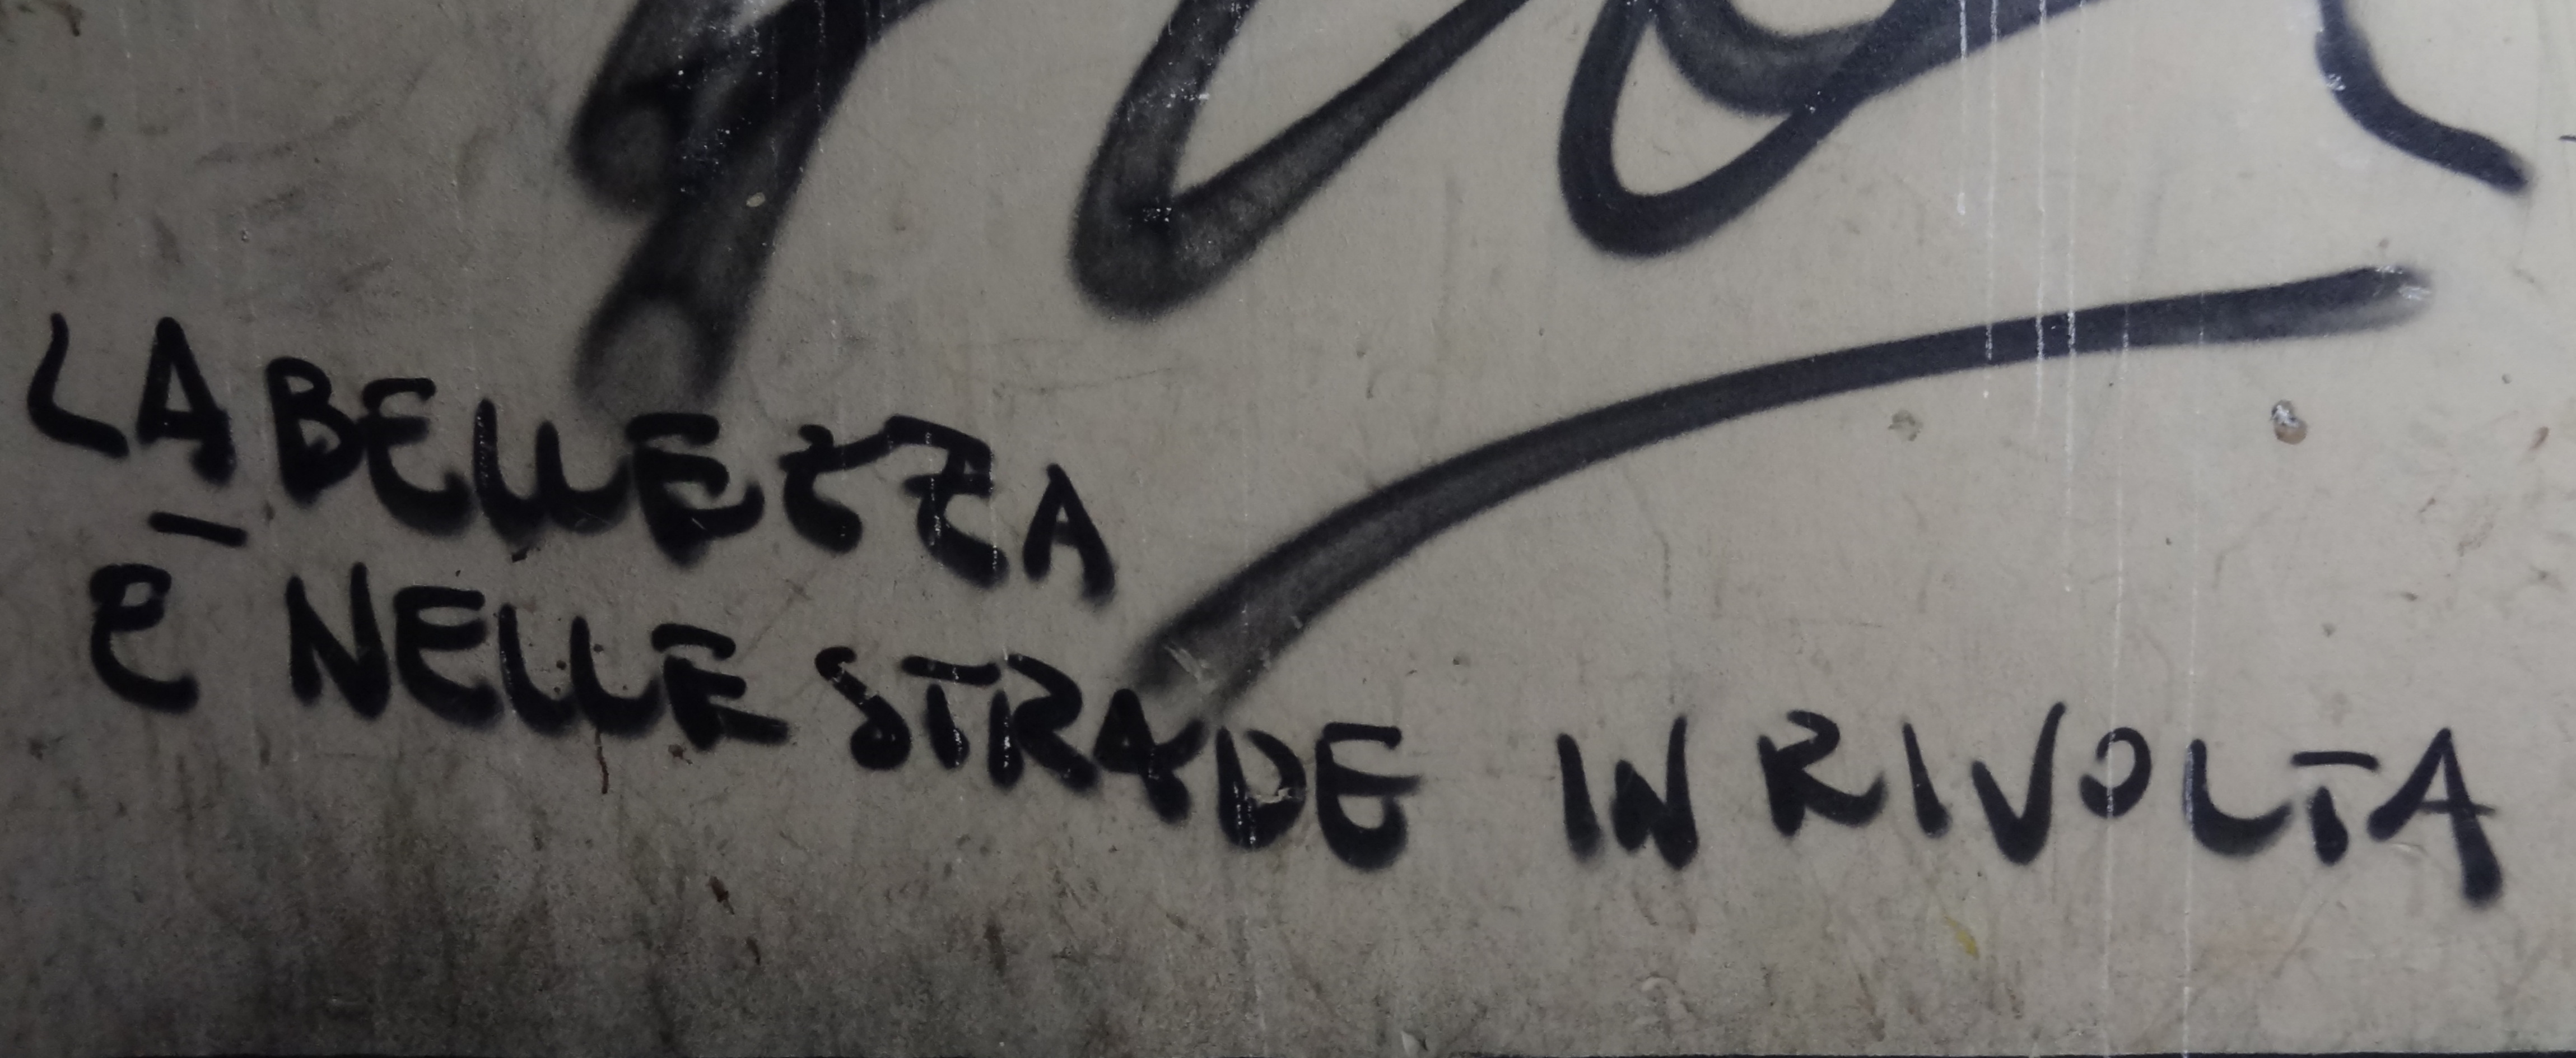 LA BELLEZZA
È NELLE STRADE IN RIVOLTA